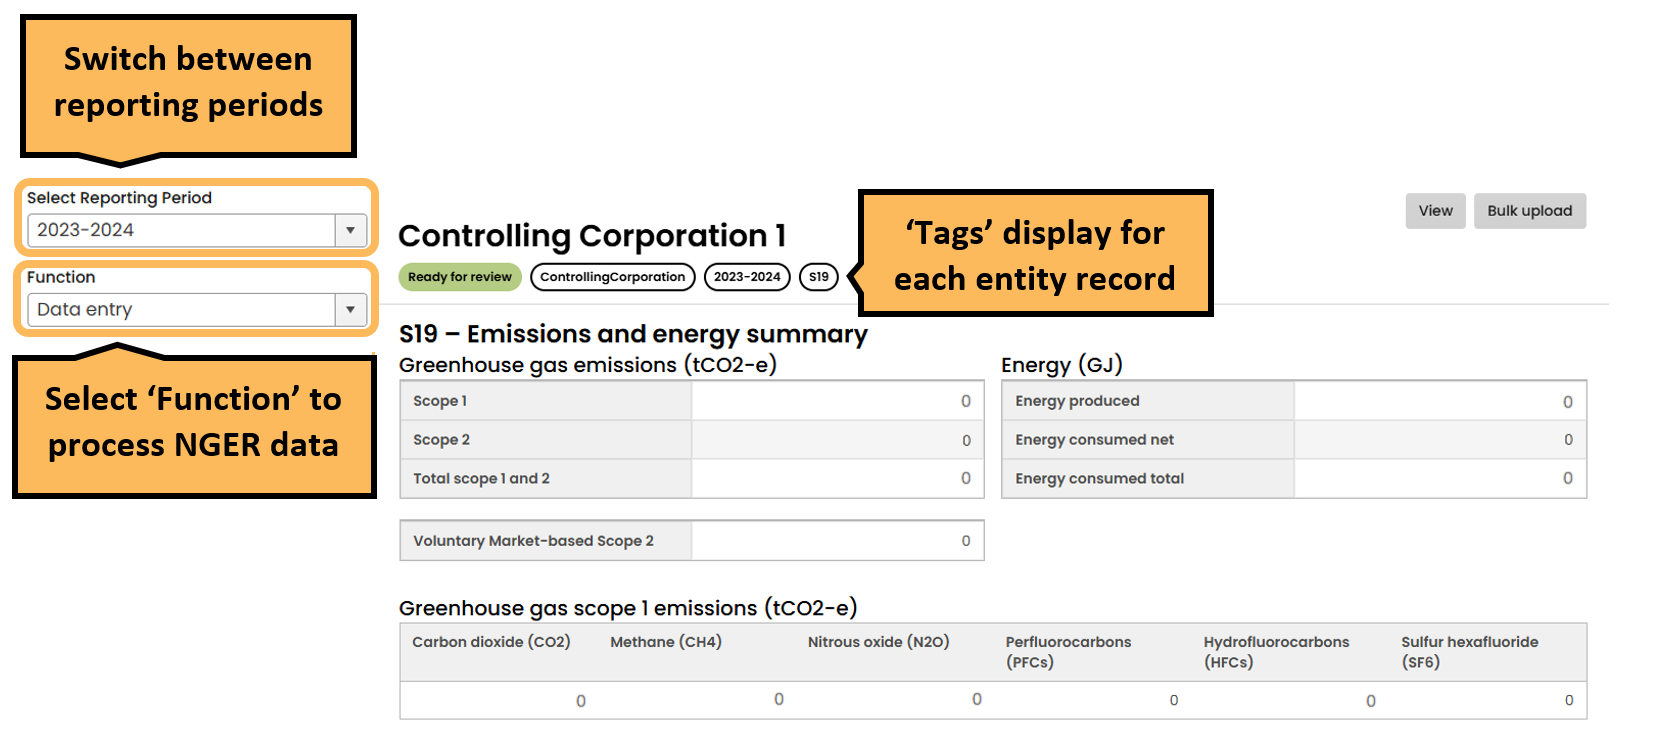 Switch between
reporting periods
Select Reporting Period
2023-2024
Function
Data entry
Select ‘Function’ to
process NGER data
View
Bulk upload
Controlling Corporation 1
Ready for review
ControllingCorporation
2023-2024
S19
‘Tags’ display for
each entity record
S19 – Emissions and energy summary
Greenhouse gas emissions (tCO2-e)
Scope 1 0
Scope 2 0
Total scope 1 and 2 0
Voluntary Market-based Scope 2 0
Energy (GJ)
Energy produced 0
Energy consumed net 0
Energy consumed total 0
Greenhouse gas scope 1 emissions (tCO2-e)
Carbon dioxide (CO2)
Methane (CH4)
Nitrous oxide (N2O)
Perfluorocarbons
(PFCs)
Hydrofluorocarbons
(HFCs)
Sulfur hexafluoride
(SF6)
0 0 0 0 0 0